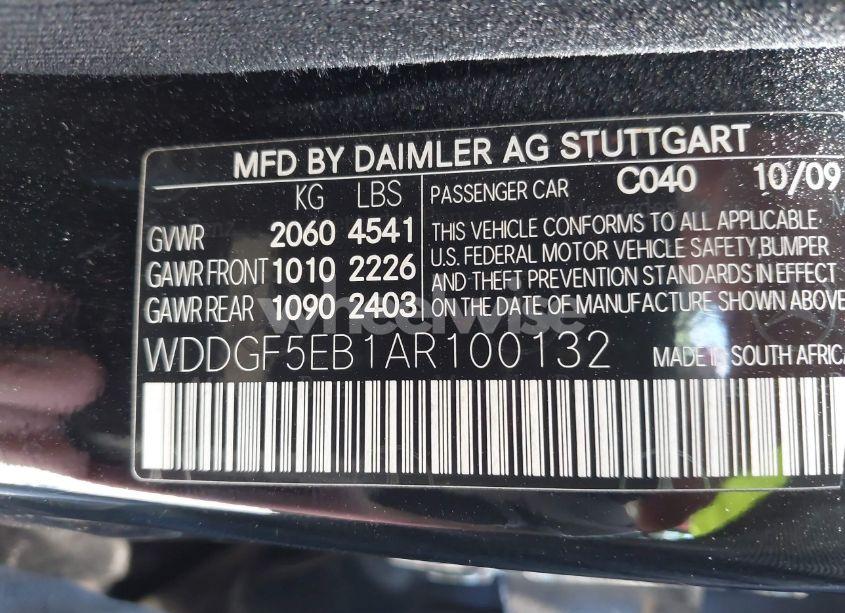 MFD BY DAIMLER AG STUTTGART
KG LBS
GVWR 2060 4541
GAWR FRONT 1010 2226
GAWR REAR 1090 2403
PASSENGER CAR C040 10/09
THIS VEHICLE CONFORMS TO ALL APPLICABLE
U.S. FEDERAL MOTOR VEHICLE SAFETY,BUMPER
AND THEFT PREVENTION STANDARDS IN EFFECT
ON THE DATE OF MANUFACTURE SHOWN ABOVE
WDDGF5EB1AR100132 MADE IN SOUTH AFRICA
wheelwise